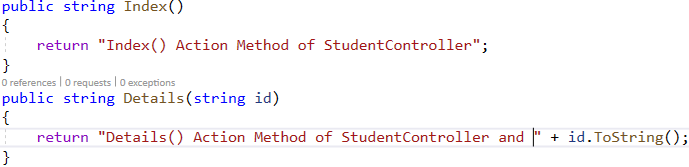 public string Index()
{
    return "Index() Action Method of StudentController";
}
0 references | 0 requests | 0 exceptions
public string Details(string id)
{
    return "Details() Action Method of StudentController and " + id.ToString();
}